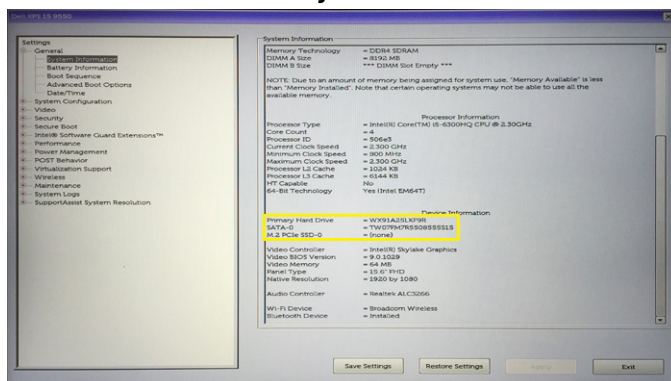 Dell XPS 15 9550
Settings
General
System Information
Battery Information
Boot Sequence
Advanced Boot Options
Date/Time
System Configuration
Video
Security
Secure Boot
Intel® Software Guard Extensions™
Performance
Power Management
POST Behavior
Virtualization Support
Wireless
Maintenance
System Logs
SupportAssist System Resolution
System Information
Memory Technology = DDR4 SDRAM
DIMM A Size = 8192 MB
DIMM B Size *** DIMM Slot Empty ***
NOTE: Due to an amount of memory being assigned for system use, "Memory Available" is less
than "Memory Installed". Note that certain operating systems may not be able to use all the
available memory.
Processor Information
Processor Type = Intel(R) Core(TM) i5-6300HQ CPU @ 2.30GHz
Core Count = 4
Processor ID = 506e3
Current Clock Speed = 2.300 GHz
Minimum Clock Speed = 800 MHz
Maximum Clock Speed = 2.300 GHz
Processor L2 Cache = 1024 KB
Processor L3 Cache = 6144 KB
HT Capable No
64-Bit Technology Yes (Intel EM64T)
Device Information
Primary Hard Drive
SATA-0
M.2 PCIe SSD-0 = (none)
Video Controller = Intel(R) Skylake Graphics
Video BIOS Version = 9.0.1029
Video Memory = 64 MB
Panel Type = 15.6" FHD
Native Resolution = 1920 by 1080
Audio Controller = Realtek ALC3266
Wi-Fi Device = Broadcom Wireless
Bluetooth Device = Installed
Save Settings
Restore Settings
Apply
Exit